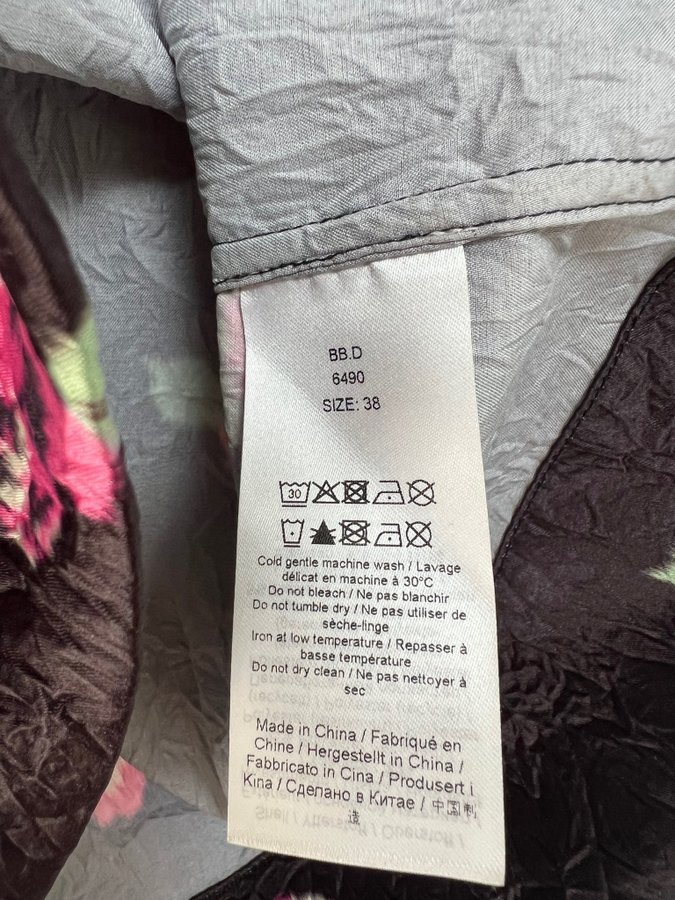 BB.D
6490
SIZE: 38
30
Cold gentle machine wash / Lavage
délicat en machine à 30°C
Do not bleach / Ne pas blanchir
Do not tumble dry / Ne pas utiliser de
sèche-linge
Iron at low temperature / Repasser à
basse température
Do not dry clean / Ne pas nettoyer à
sec
Made in China / Fabriqué en
Chine / Hergestellt in China /
Fabbricato in Cina / Produsert i
Kina / Сделано в Китае / 中国制
造